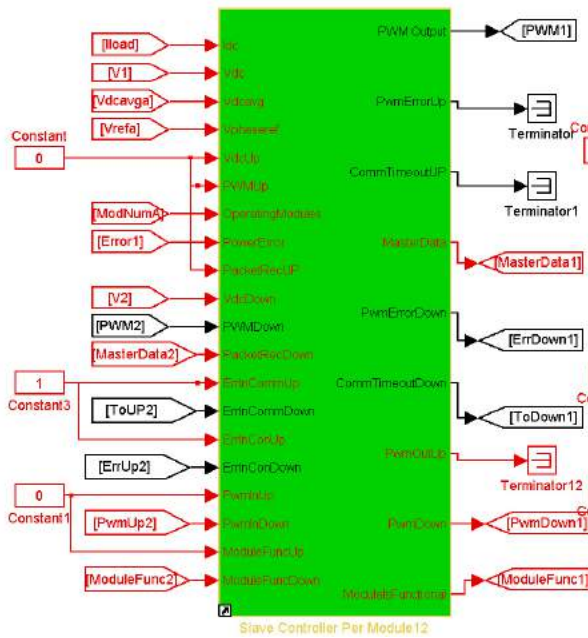 [Iload] Idc PWM Output [PWM1]
[V1] Vdc
[Vdcavga] Vdcavg PwmErrorUp Terminator
[Vrefa] Vphaseref
Constant 0 VdcUp CommTimeoutUP Terminator1
PWMUp
[ModNumA] OperatingModules
[Error1] PowerError MasterData [MasterData1]
PacketRecUP
[V2] VdcDown
[PWM2] PWMDown PwmErrorDown [ErrDown1]
[MasterData2] PacketRecDown
1 Constant3 ErrInCommUp CommTimeoutDown [ToDown1]
[ToUP2] ErrInCommDown
ErrInConUp PwmOutUp Terminator12
[ErrUp2] ErrInConDown
0 Constant1 PwmInUp
[PwmUp2] PwmInDown PwmDown [PwmDown1]
ModuleFuncUp
[ModuleFunc2] ModuleFuncDown ModuleIsFunctional [ModuleFunc1]
Slave Controller Per Module12